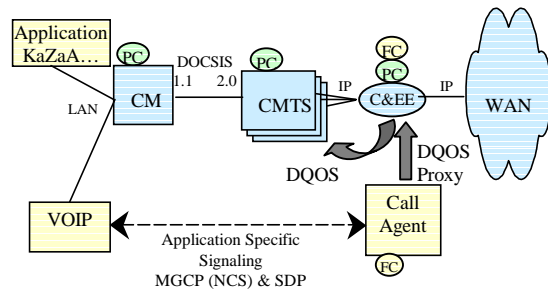 Application
KaZaA…
PC
DOCSIS
1.1 2.0
PC
FC
PC
LAN
CM
CMTS
IP
C&EE
IP
WAN
DQOS
DQOS
Proxy
VOIP
Call
Agent
Application Specific
Signaling
MGCP (NCS) & SDP
FC